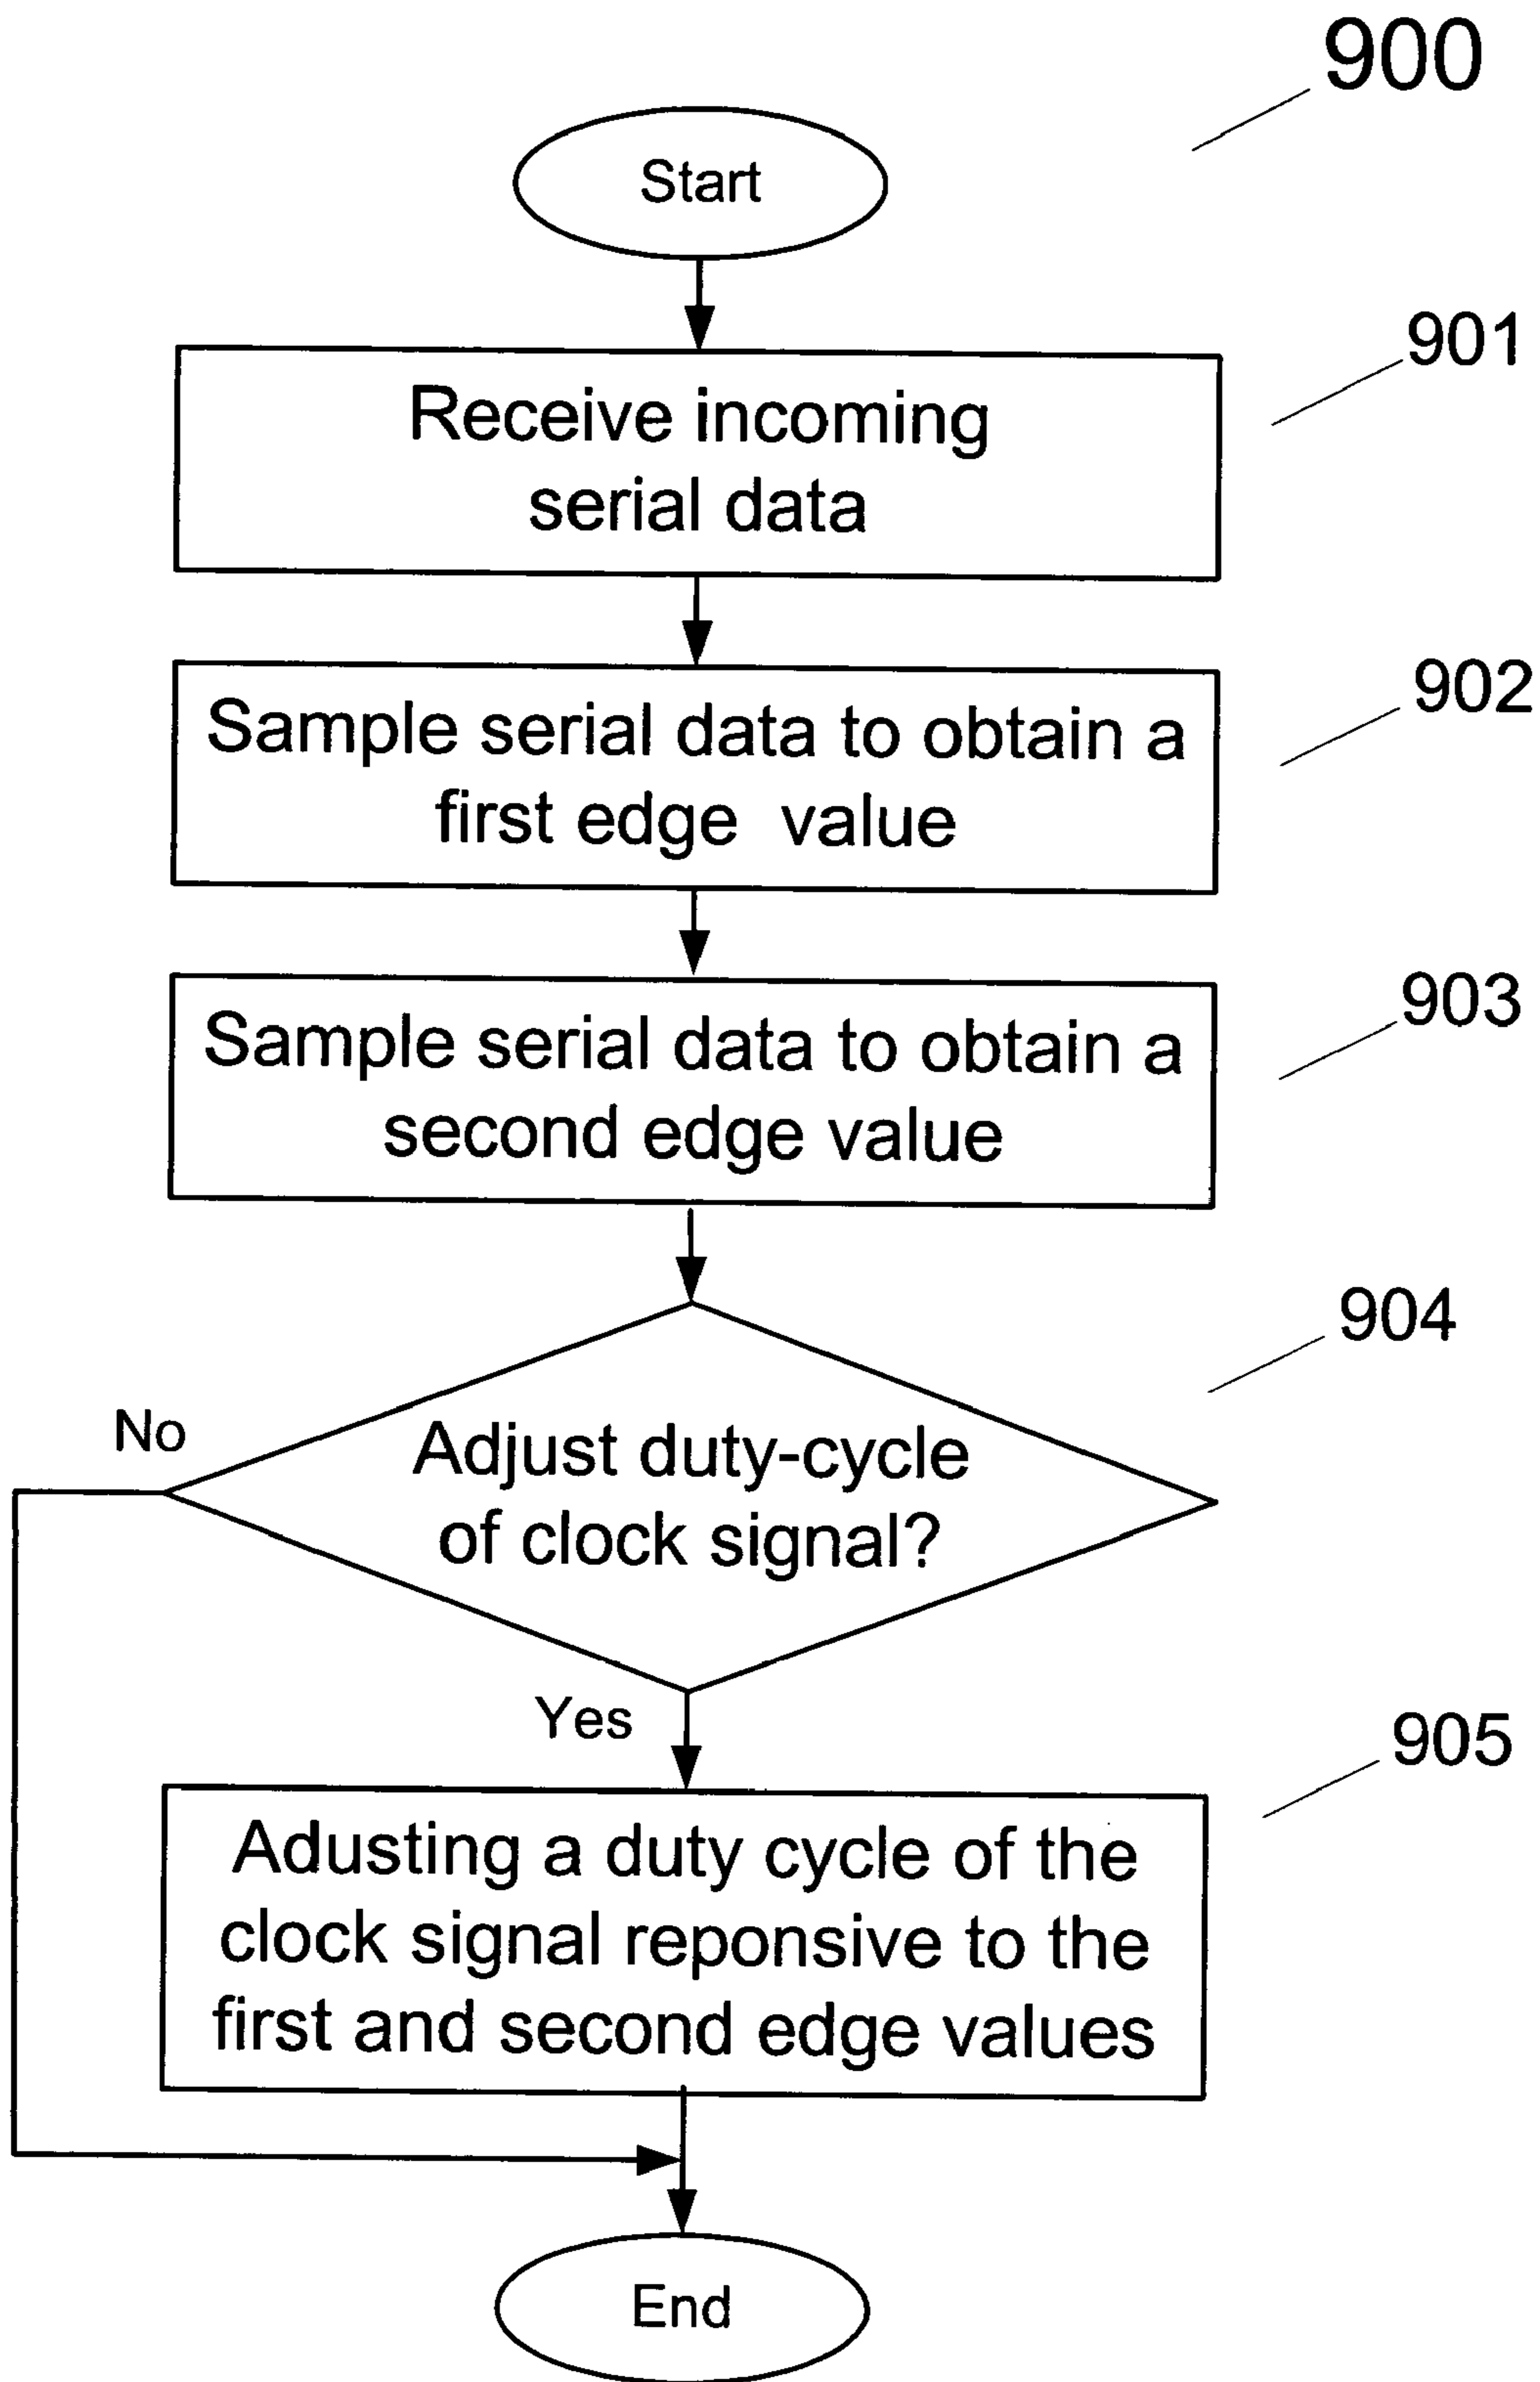 900
Start
901
Receive incoming
serial data
902
Sample serial data to obtain a
first edge value
903
Sample serial data to obtain a
second edge value
904
No
Adjust duty-cycle
of clock signal?
Yes
905
Adusting a duty cycle of the
clock signal reponsive to the
first and second edge values
End